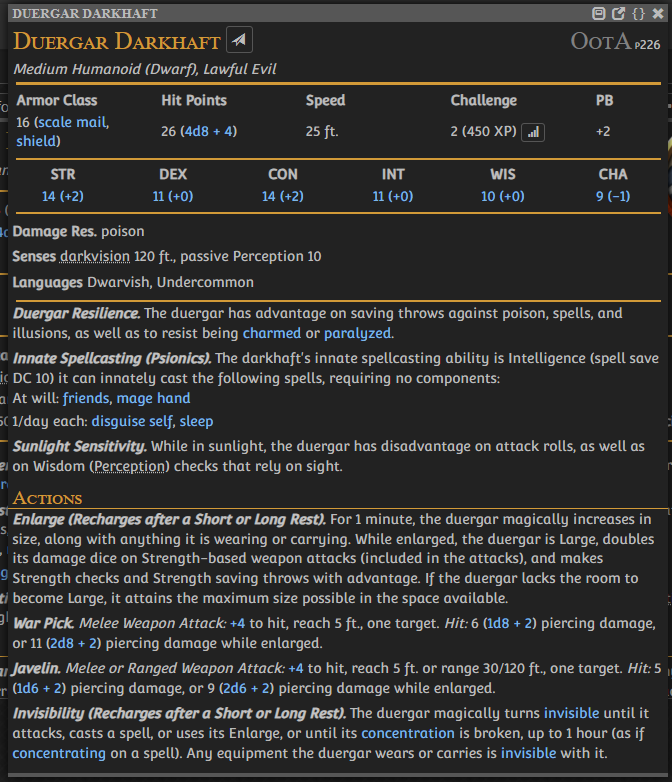 DUERGAR DARKHAFT
DUERGAR DARKHAFT
OotA p226
Medium Humanoid (Dwarf), Lawful Evil
Armor Class Hit Points Speed Challenge PB
16 (scale mail, shield) 26 (4d8 + 4) 25 ft. 2 (450 XP) +2
STR DEX CON INT WIS CHA
14 (+2) 11 (+0) 14 (+2) 11 (+0) 10 (+0) 9 (−1)
Damage Res. poison
Senses darkvision 120 ft., passive Perception 10
Languages Dwarvish, Undercommon
Duergar Resilience. The duergar has advantage on saving throws against poison, spells, and
illusions, as well as to resist being charmed or paralyzed.
Innate Spellcasting (Psionics). The darkhaft's innate spellcasting ability is Intelligence (spell save
DC 10) it can innately cast the following spells, requiring no components:
At will: friends, mage hand
1/day each: disguise self, sleep
Sunlight Sensitivity. While in sunlight, the duergar has disadvantage on attack rolls, as well as
on Wisdom (Perception) checks that rely on sight.
ACTIONS
Enlarge (Recharges after a Short or Long Rest). For 1 minute, the duergar magically increases in
size, along with anything it is wearing or carrying. While enlarged, the duergar is Large, doubles
its damage dice on Strength-based weapon attacks (included in the attacks), and makes
Strength checks and Strength saving throws with advantage. If the duergar lacks the room to
become Large, it attains the maximum size possible in the space available.
War Pick. Melee Weapon Attack: +4 to hit, reach 5 ft., one target. Hit: 6 (1d8 + 2) piercing damage,
or 11 (2d8 + 2) piercing damage while enlarged.
Javelin. Melee or Ranged Weapon Attack: +4 to hit, reach 5 ft. or range 30/120 ft., one target. Hit: 5
(1d6 + 2) piercing damage, or 9 (2d6 + 2) piercing damage while enlarged.
Invisibility (Recharges after a Short or Long Rest). The duergar magically turns invisible until it
attacks, casts a spell, or uses its Enlarge, or until its concentration is broken, up to 1 hour (as if
concentrating on a spell). Any equipment the duergar wears or carries is invisible with it.